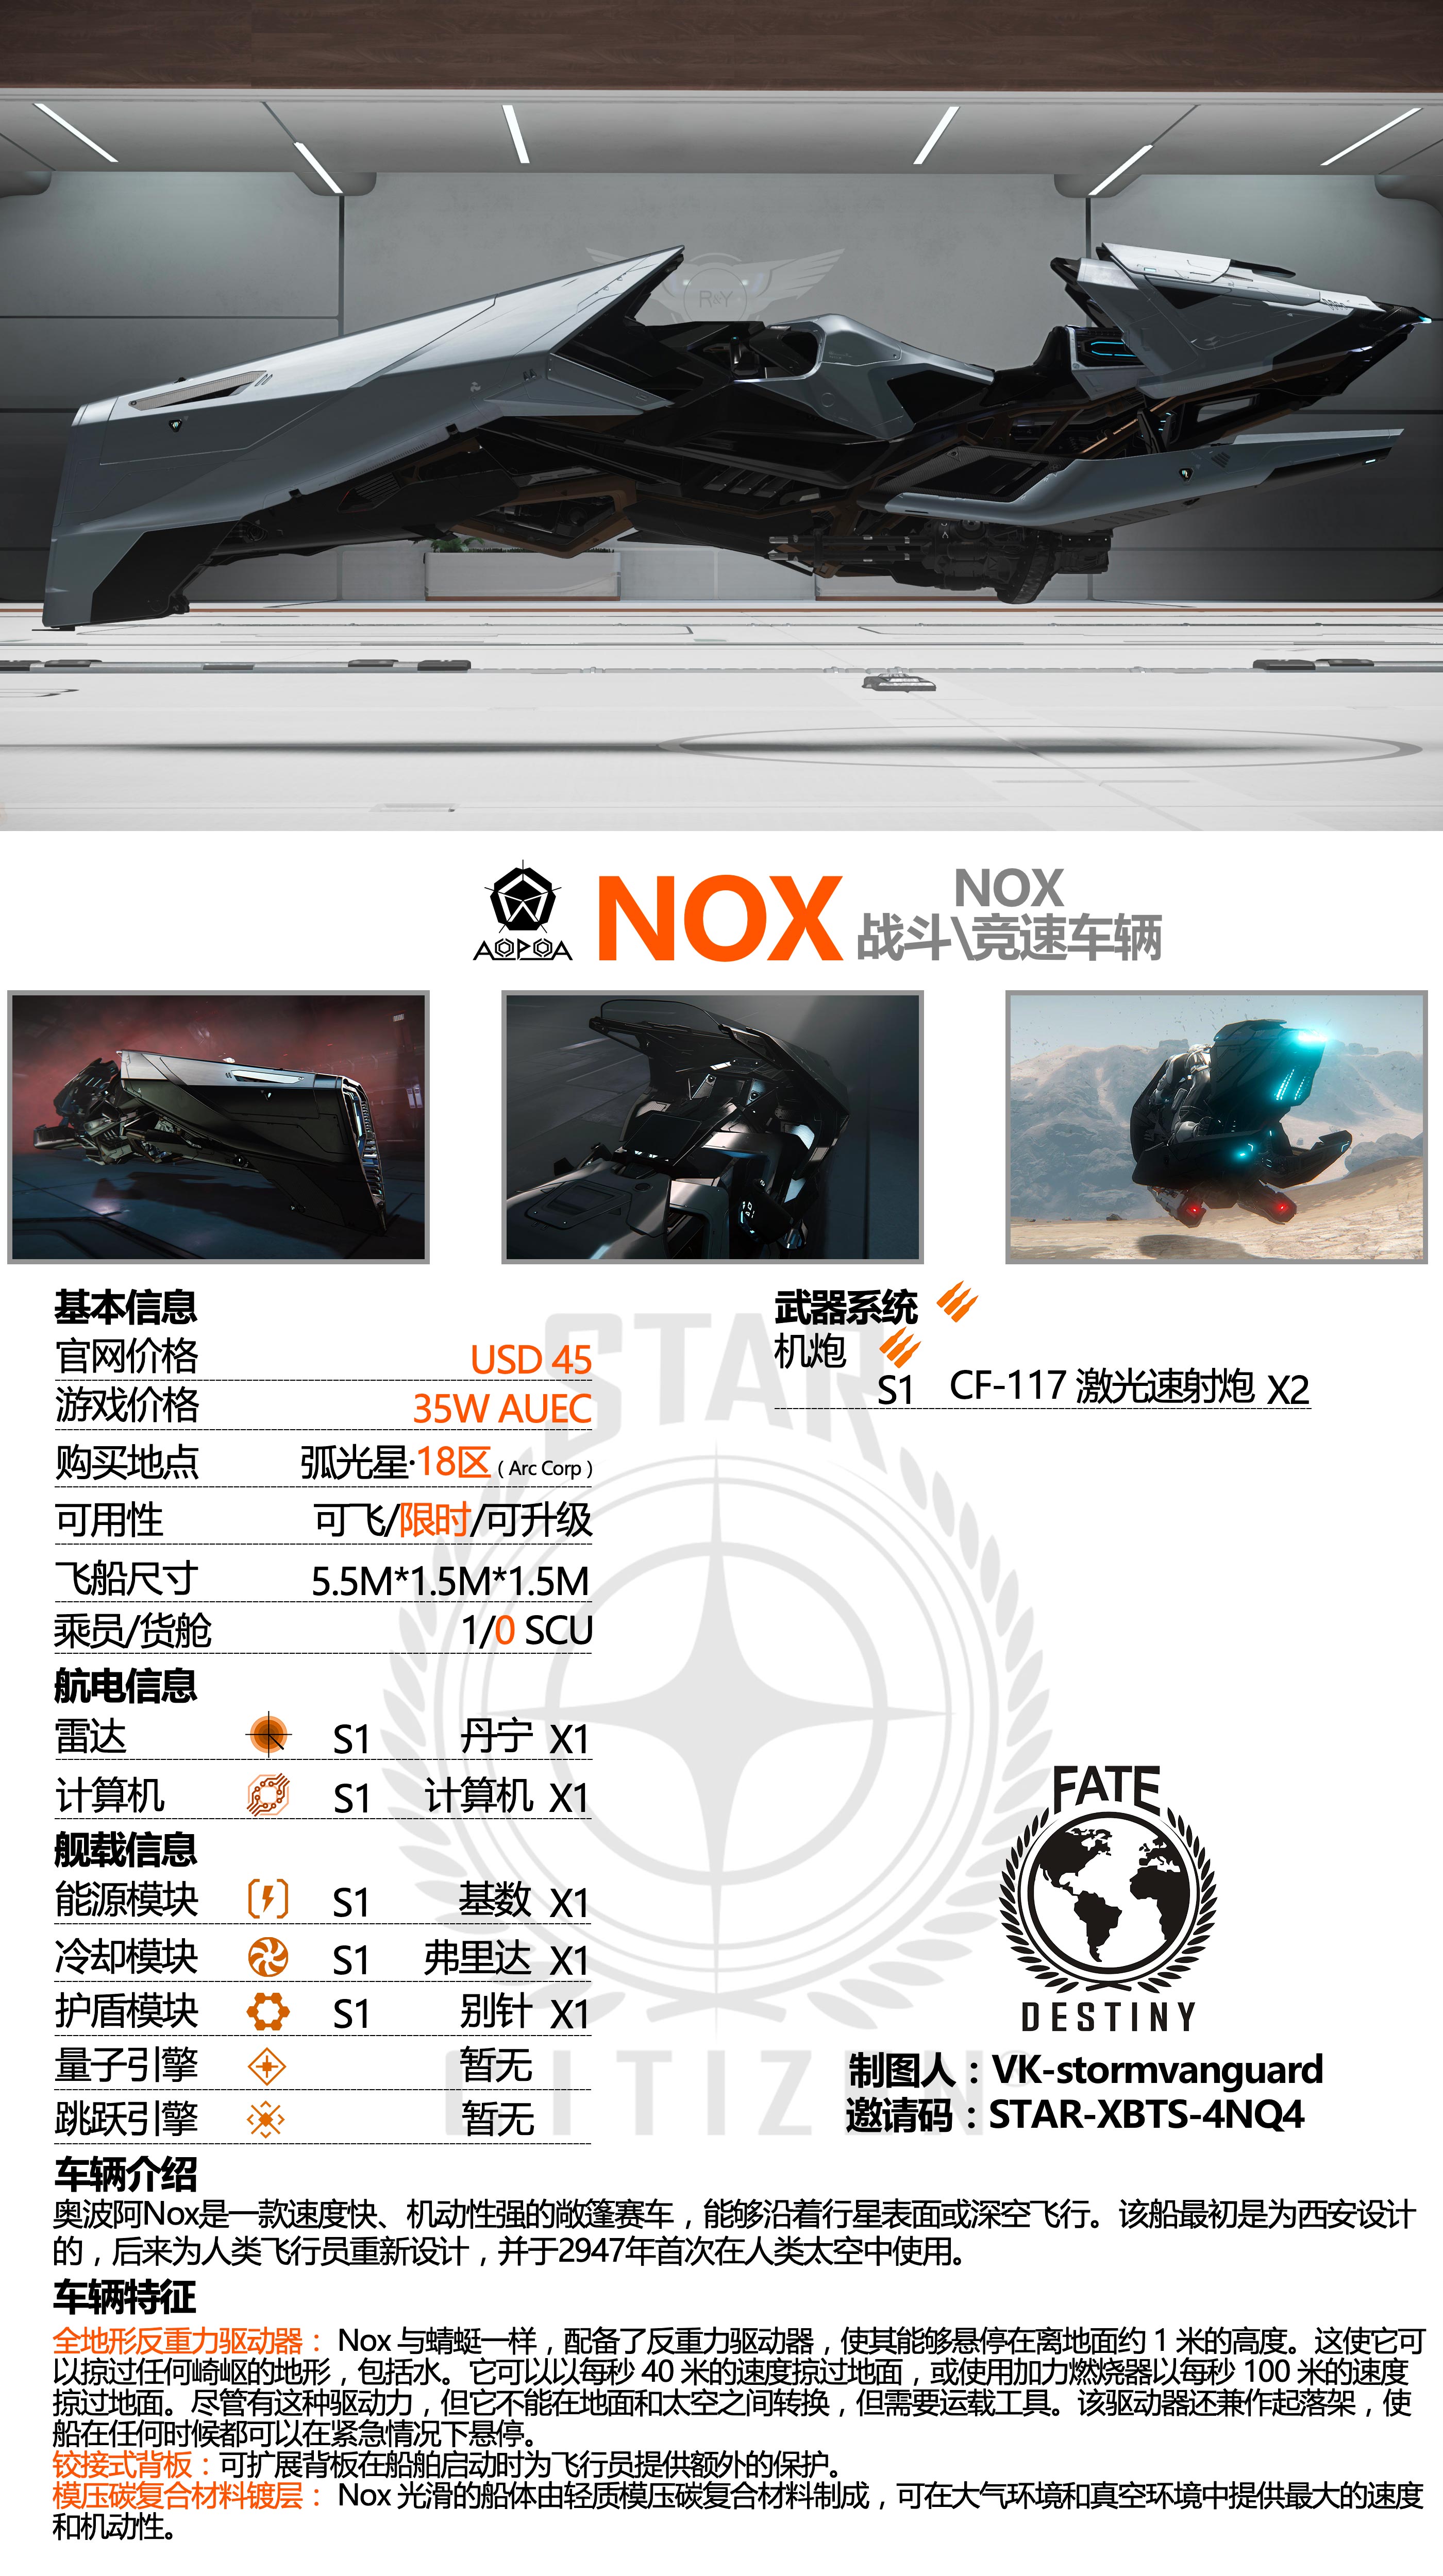 R&Y
AOPOA
NOX
NOX
战斗\竞速车辆
STAR
CITIZEN
基本信息
官网价格 USD 45
游戏价格 35W AUEC
购买地点 弧光星·18区 ( Arc Corp )
可用性 可飞/限时/可升级
飞船尺寸 5.5M*1.5M*1.5M
乘员/货舱 1/0 SCU
航电信息
雷达 S1 丹宁 X1
计算机 S1 计算机 X1
舰载信息
能源模块 S1 基数 X1
冷却模块 S1 弗里达 X1
护盾模块 S1 别针 X1
量子引擎 暂无
跳跃引擎 暂无
武器系统
机炮
S1 CF-117 激光速射炮 X2
FATE
DESTINY
制图人：VK-stormvanguard
邀请码：STAR-XBTS-4NQ4
车辆介绍
奥波阿Nox是一款速度快、机动性强的敞篷赛车，能够沿着行星表面或深空飞行。该船最初是为西安设计
的，后来为人类飞行员重新设计，并于2947年首次在人类太空中使用。
车辆特征
全地形反重力驱动器： Nox 与蜻蜓一样，配备了反重力驱动器，使其能够悬停在离地面约 1 米的高度。这使它可
以掠过任何崎岖的地形，包括水。它可以以每秒 40 米的速度掠过地面，或使用加力燃烧器以每秒 100 米的速度
掠过地面。尽管有这种驱动力，但它不能在地面和太空之间转换，但需要运载工具。该驱动器还兼作起落架，使
船在任何时候都可以在紧急情况下悬停。
铰接式背板：可扩展背板在船舶启动时为飞行员提供额外的保护。
模压碳复合材料镀层： Nox 光滑的船体由轻质模压碳复合材料制成，可在大气环境和真空环境中提供最大的速度
和机动性。